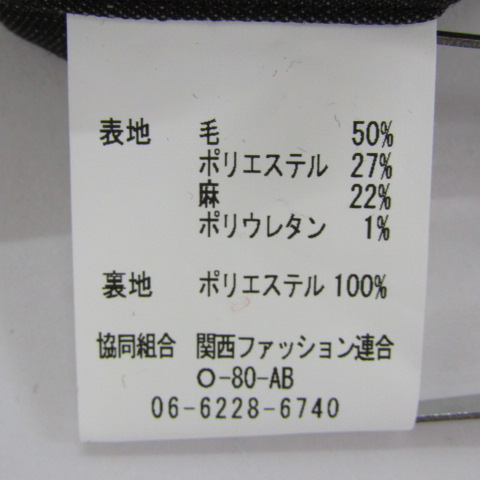 表地 毛 50%
ポリエステル 27%
麻 22%
ポリウレタン 1%
裏地 ポリエステル 100%
協同組合 関西ファッション連合
O-80-AB
06-6228-6740